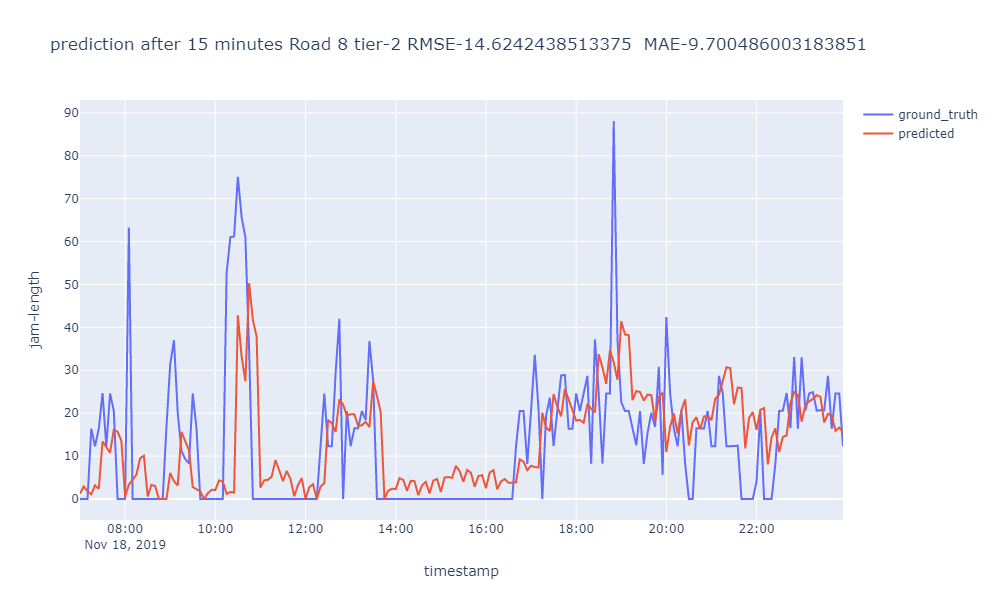 prediction after 15 minutes Road 8 tier-2 RMSE-14.6242438513375  MAE-9.700486003183851
ground_truth
predicted
90
80
70
60
50
40
30
20
10
0
jam-length
08:00 10:00 12:00 14:00 16:00 18:00 20:00 22:00
Nov 18, 2019
timestamp